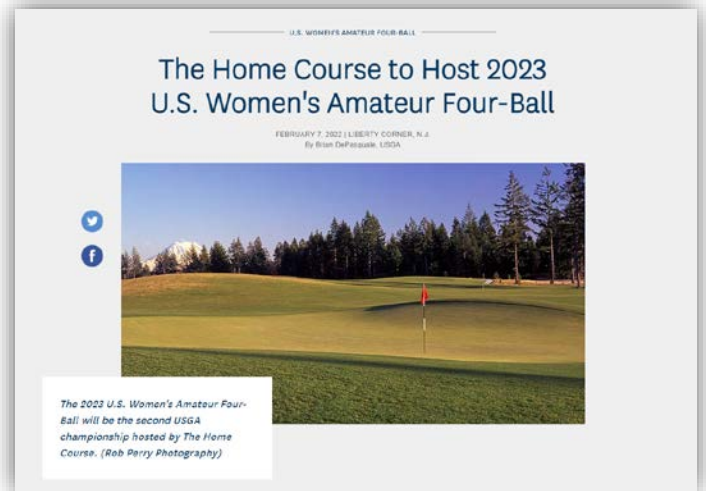 U.S. WOMEN'S AMATEUR FOUR-BALL
The Home Course to Host 2023
U.S. Women's Amateur Four-Ball
FEBRUARY 7, 2022 | LIBERTY CORNER, N.J.
By Brian DePasquale, USGA
The 2023 U.S. Women's Amateur Four-
Ball will be the second USGA
championship hosted by The Home
Course. (Rob Perry Photography)